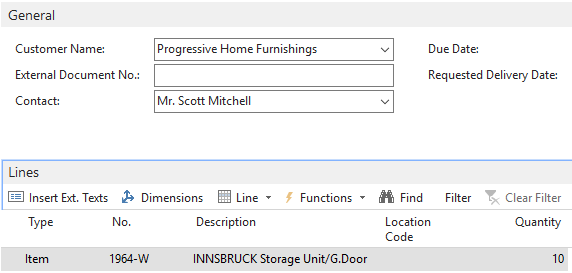 General
Customer Name: Progressive Home Furnishings Due Date:
External Document No.: Requested Delivery Date:
Contact: Mr. Scott Mitchell
Lines
Insert Ext. Texts Dimensions Line Functions Find Filter Clear Filter
Type No. Description Location Code Quantity
Item 1964-W INNSBRUCK Storage Unit/G.Door 10